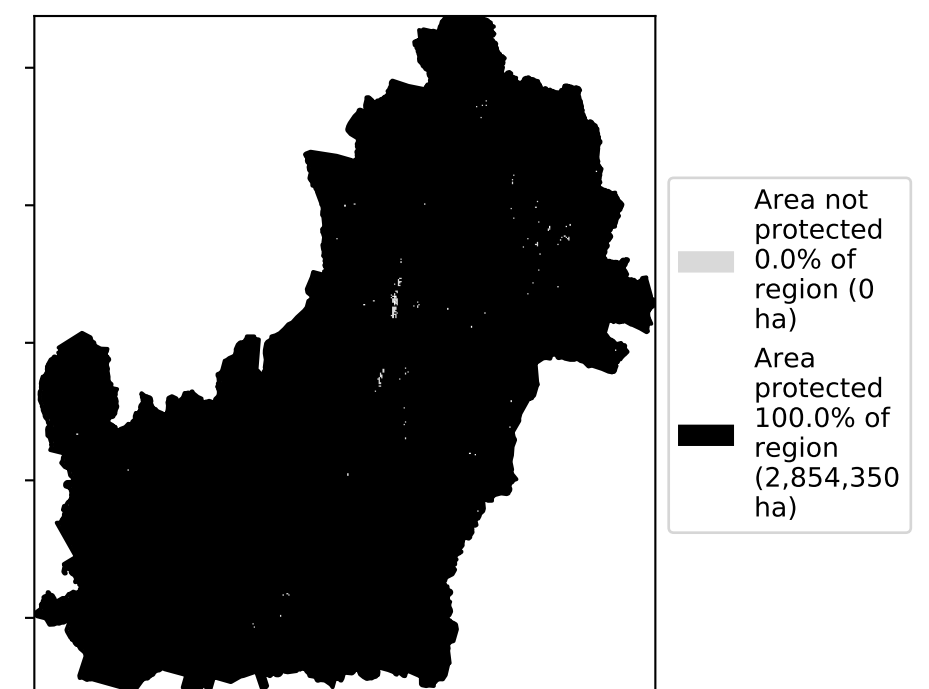 Area not
protected
0.0% of
region (0
ha)
Area
protected
100.0% of
region
(2,854,350
ha)